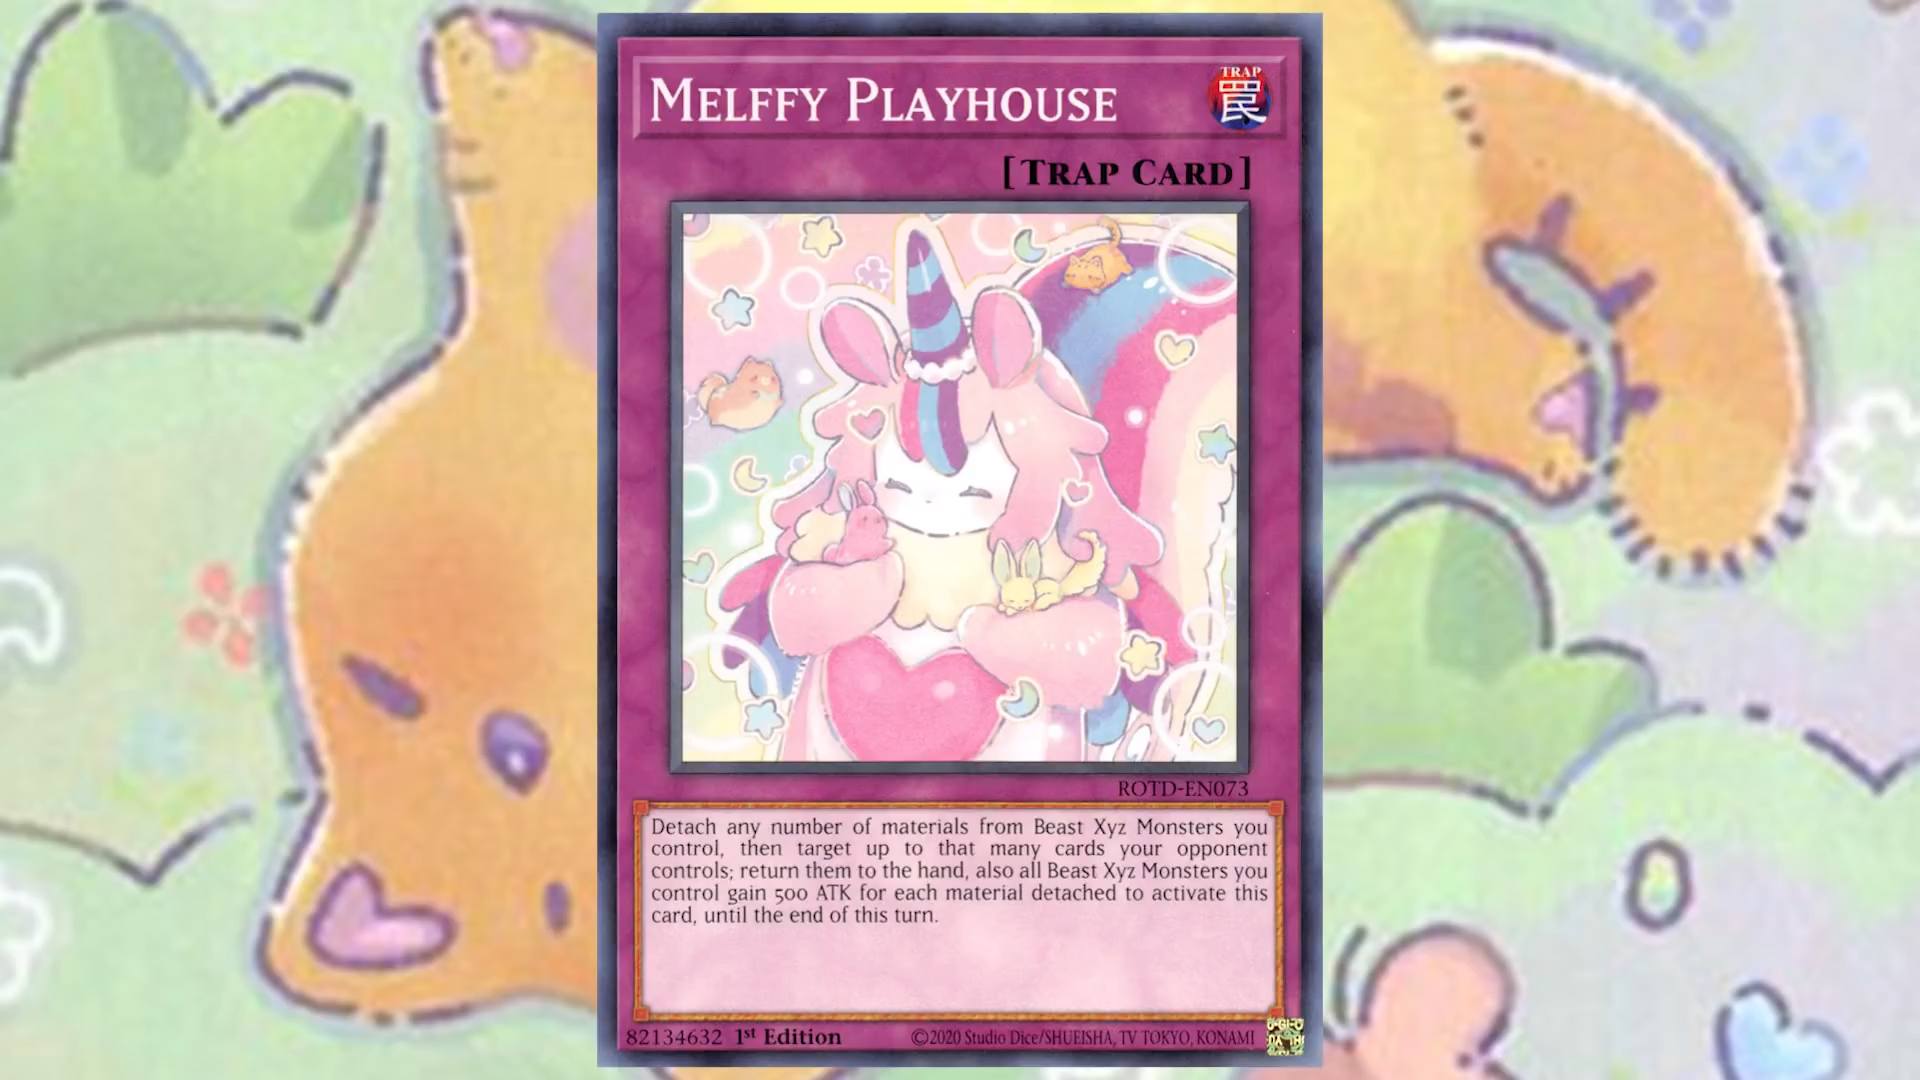 MELFFY PLAYHOUSE
TRAP
罠
[TRAP CARD]
ROTD-EN073
Detach any number of materials from Beast Xyz Monsters you
control, then target up to that many cards your opponent
controls; return them to the hand, also all Beast Xyz Monsters you
control gain 500 ATK for each material detached to activate this
card, until the end of this turn.
82134632 1st Edition ©2020 Studio Dice/SHUEISHA, TV TOKYO, KONAMI